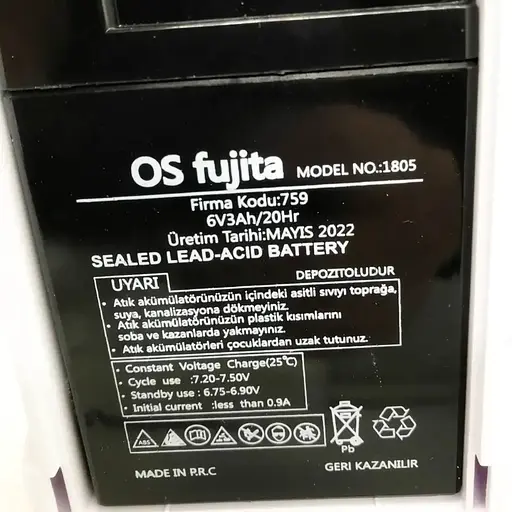 OS fujita MODEL NO.:1805
Firma Kodu:759
6V3Ah/20Hr
Üretim Tarihi:MAYIS 2022
SEALED LEAD-ACID BATTERY
UYARI DEPOZITOLUDUR
• Atık akümülatörünüzün içindeki asitli sıvıyı toprağa,
suya, kanalizasyona dökmeyiniz.
• Atık akümülatörünüzün plastik kısımlarını
soba ve kazanlarda yakmayınız.
• Atık akümülatörleri çocuklardan uzak tutunuz.
• Constant Voltage Charge(25℃)
• Cycle use :7.20-7.50V
• Standby use : 6.75-6.90V
• Initial current :less than 0.9A
ABS
Pb
MADE IN P.R.C GERİ KAZANILIR